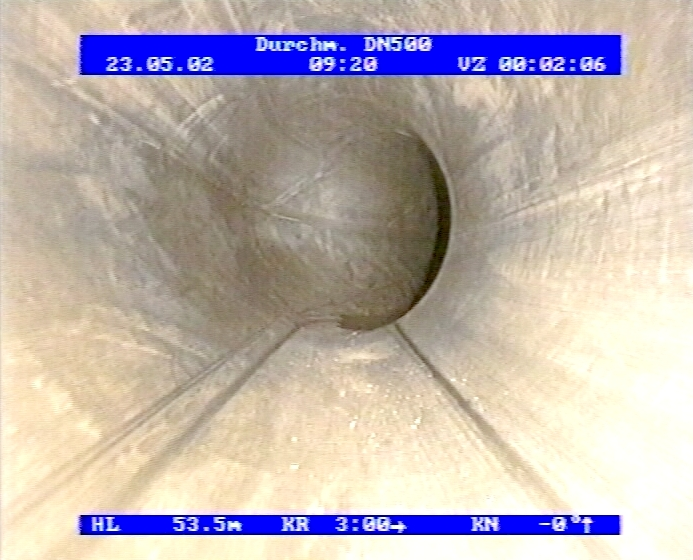 Durchm. DN500
23.05.02 09:20 VZ 00:02:06
HL 53.5m KR 3:00→ KN -0°↑